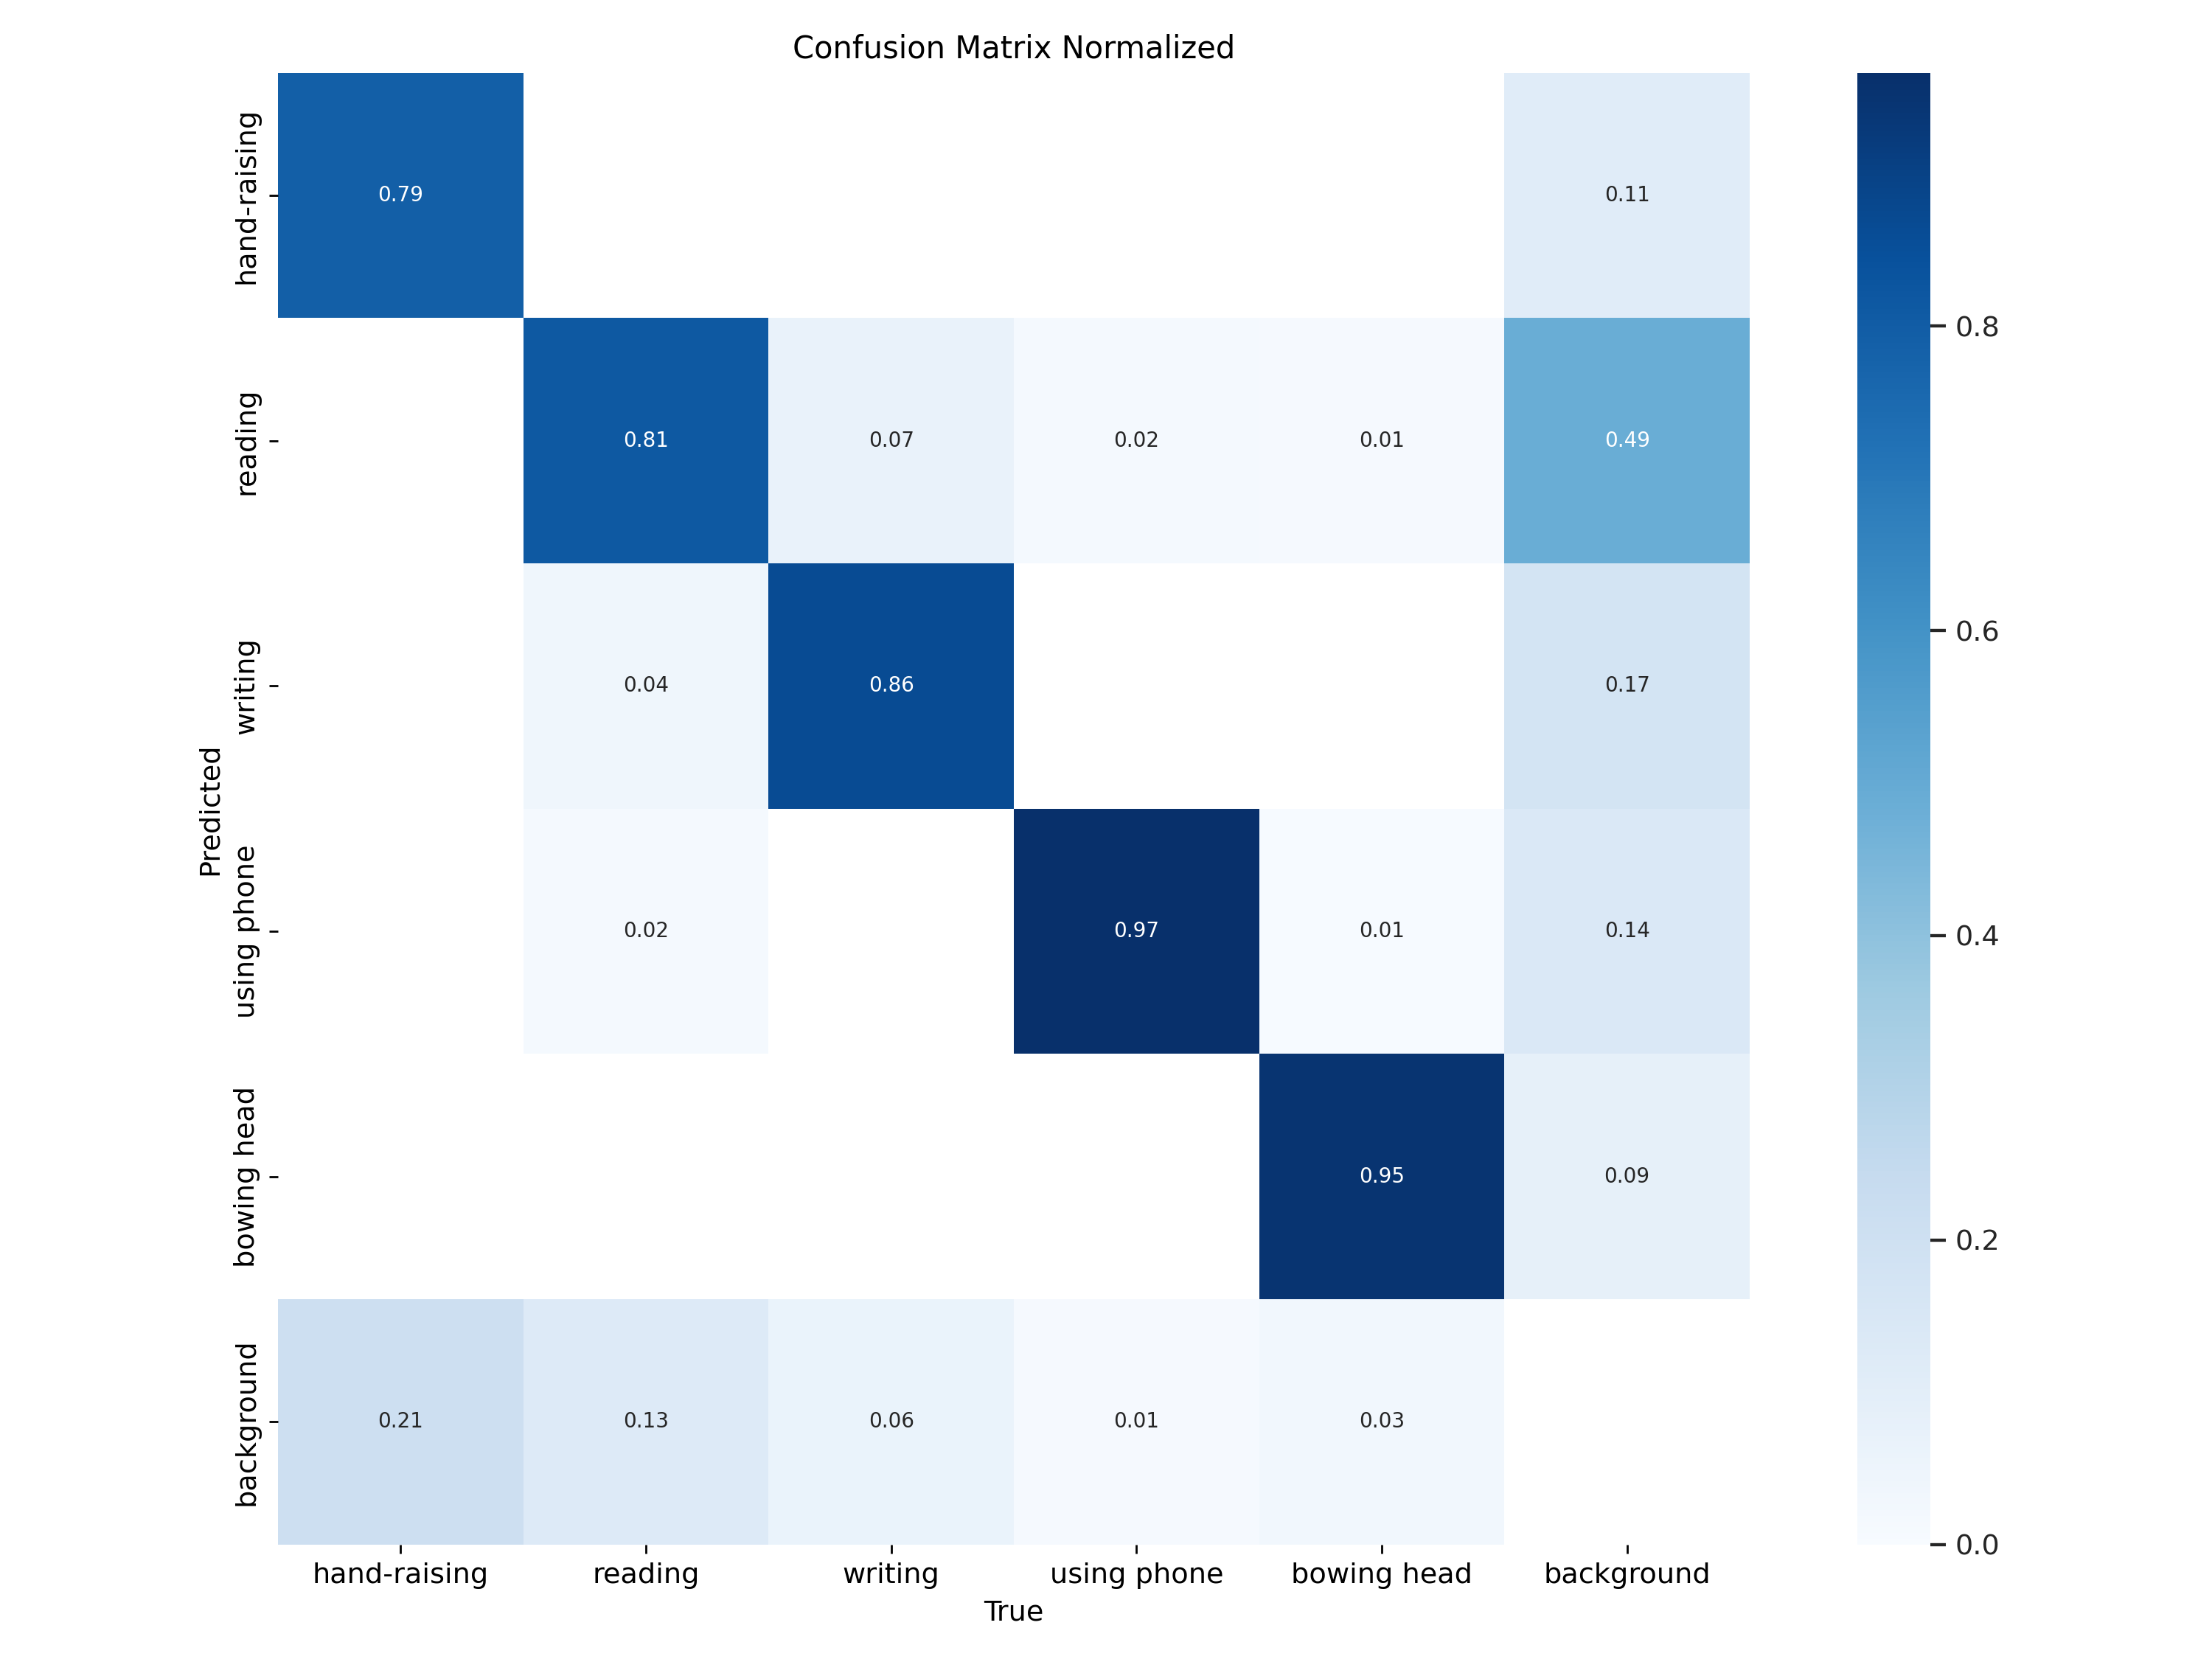 Confusion Matrix Normalized
hand-raising
0.79
0.11
0.8
reading
0.81
0.07
0.02
0.01
0.49
0.6
writing
0.04
0.86
0.17
Predicted
using phone
0.02
0.97
0.01
0.14
0.4
bowing head
0.95
0.09
0.2
background
0.21
0.13
0.06
0.01
0.03
0.0
hand-raising
reading
writing
using phone
bowing head
background
True